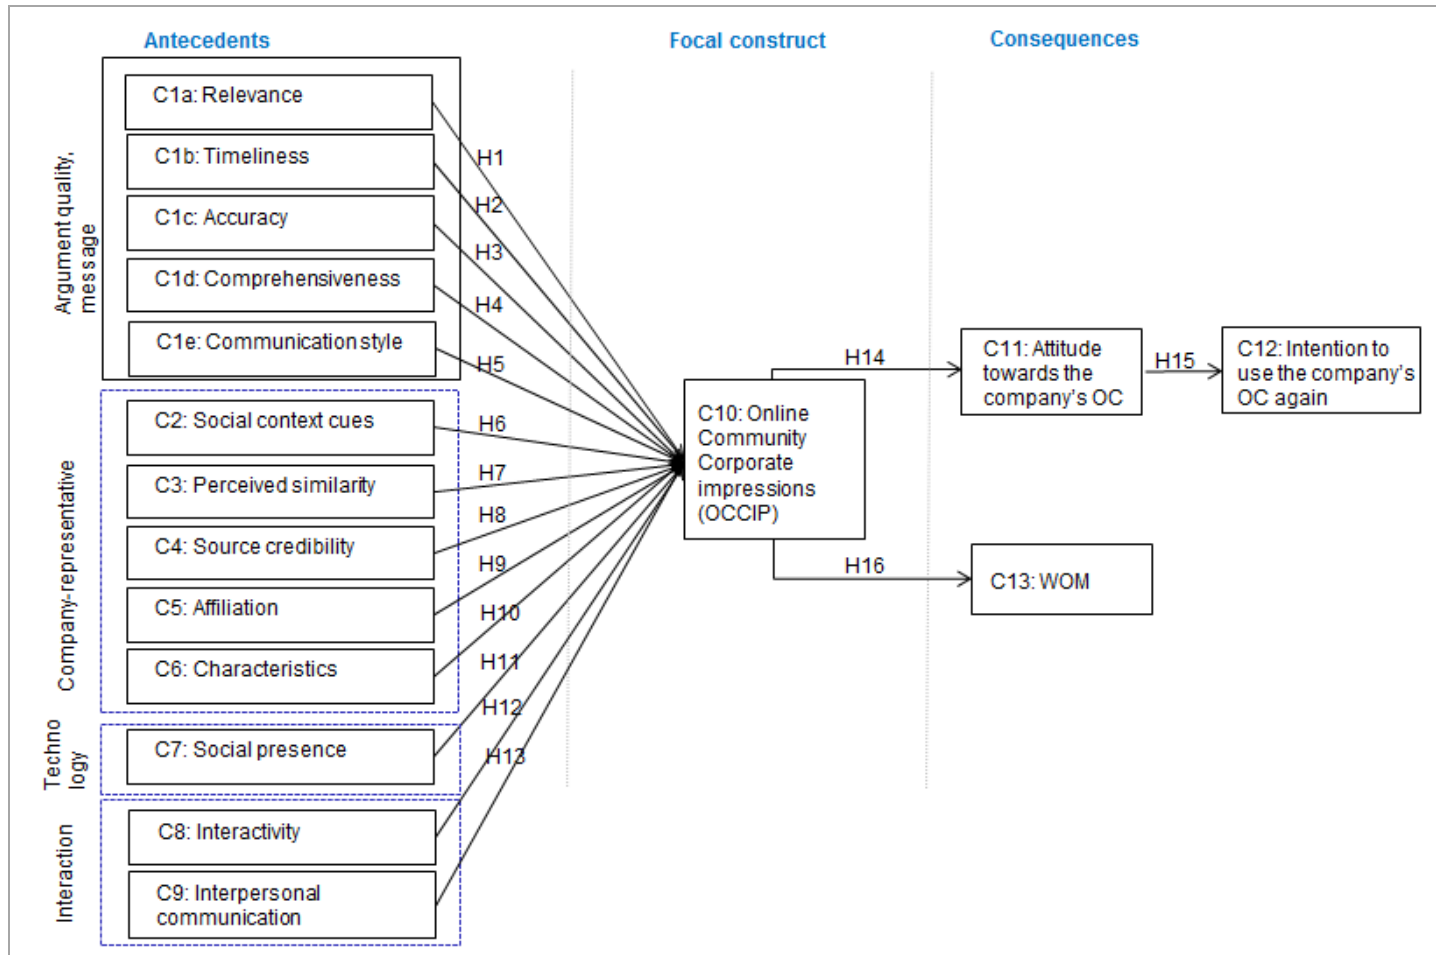 Antecedents
Focal construct
Consequences
Argument quality,
message
C1a: Relevance
C1b: Timeliness
C1c: Accuracy
C1d: Comprehensiveness
C1e: Communication style
Company-representative
C2: Social context cues
C3: Perceived similarity
C4: Source credibility
C5: Affiliation
C6: Characteristics
Techno
logy
C7: Social presence
Interaction
C8: Interactivity
C9: Interpersonal
communication
H1
H2
H3
H4
H5
H6
H7
H8
H9
H10
H11
H12
H13
C10: Online
Community
Corporate
impressions
(OCCIP)
H14
C11: Attitude
towards the
company's OC
H15
C12: Intention to
use the company's
OC again
H16
C13: WOM